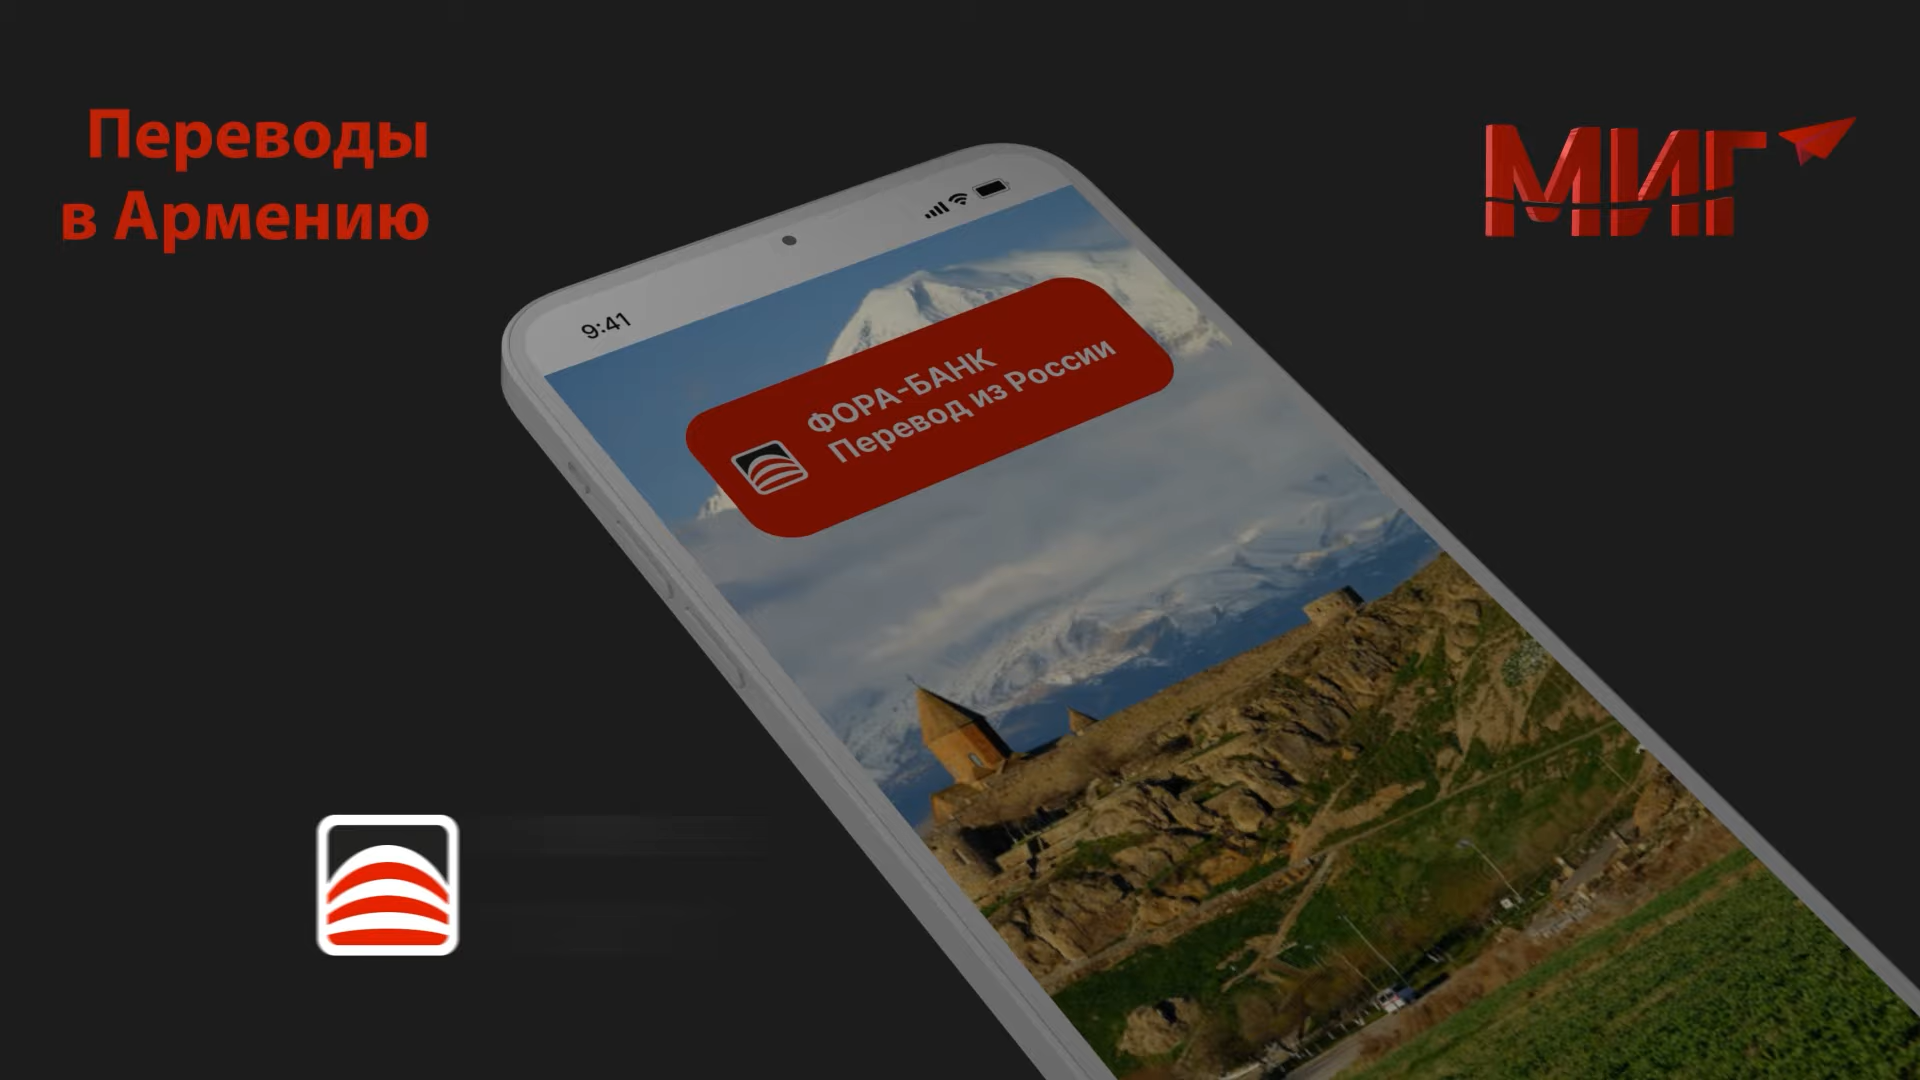 Переводы
в Армению
МИГ
9:41
ФОРА-БАНК
Перевод из России